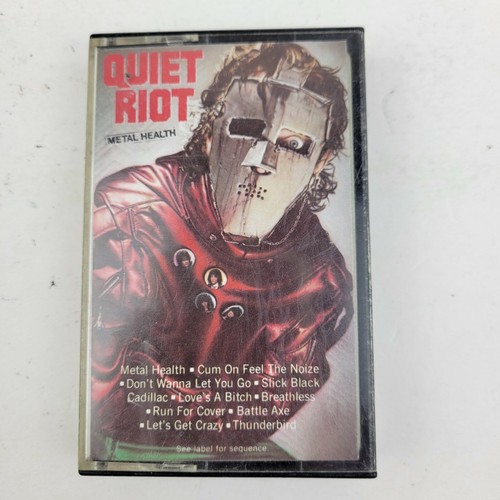 QUIET
RIOT
METAL HEALTH
Metal Health ▪ Cum On Feel The Noize
▪ Don't Wanna Let You Go ▪ Slick Black
Cadillac ▪ Love's A Bitch ▪ Breathless
▪ Run For Cover ▪ Battle Axe
▪ Let's Get Crazy ▪ Thunderbird
See label for sequence